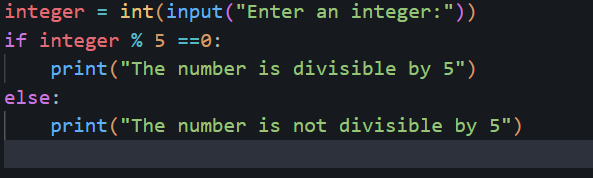 integer = int(input("Enter an integer:"))
if integer % 5 ==0:
    print("The number is divisible by 5")
else:
    print("The number is not divisible by 5")